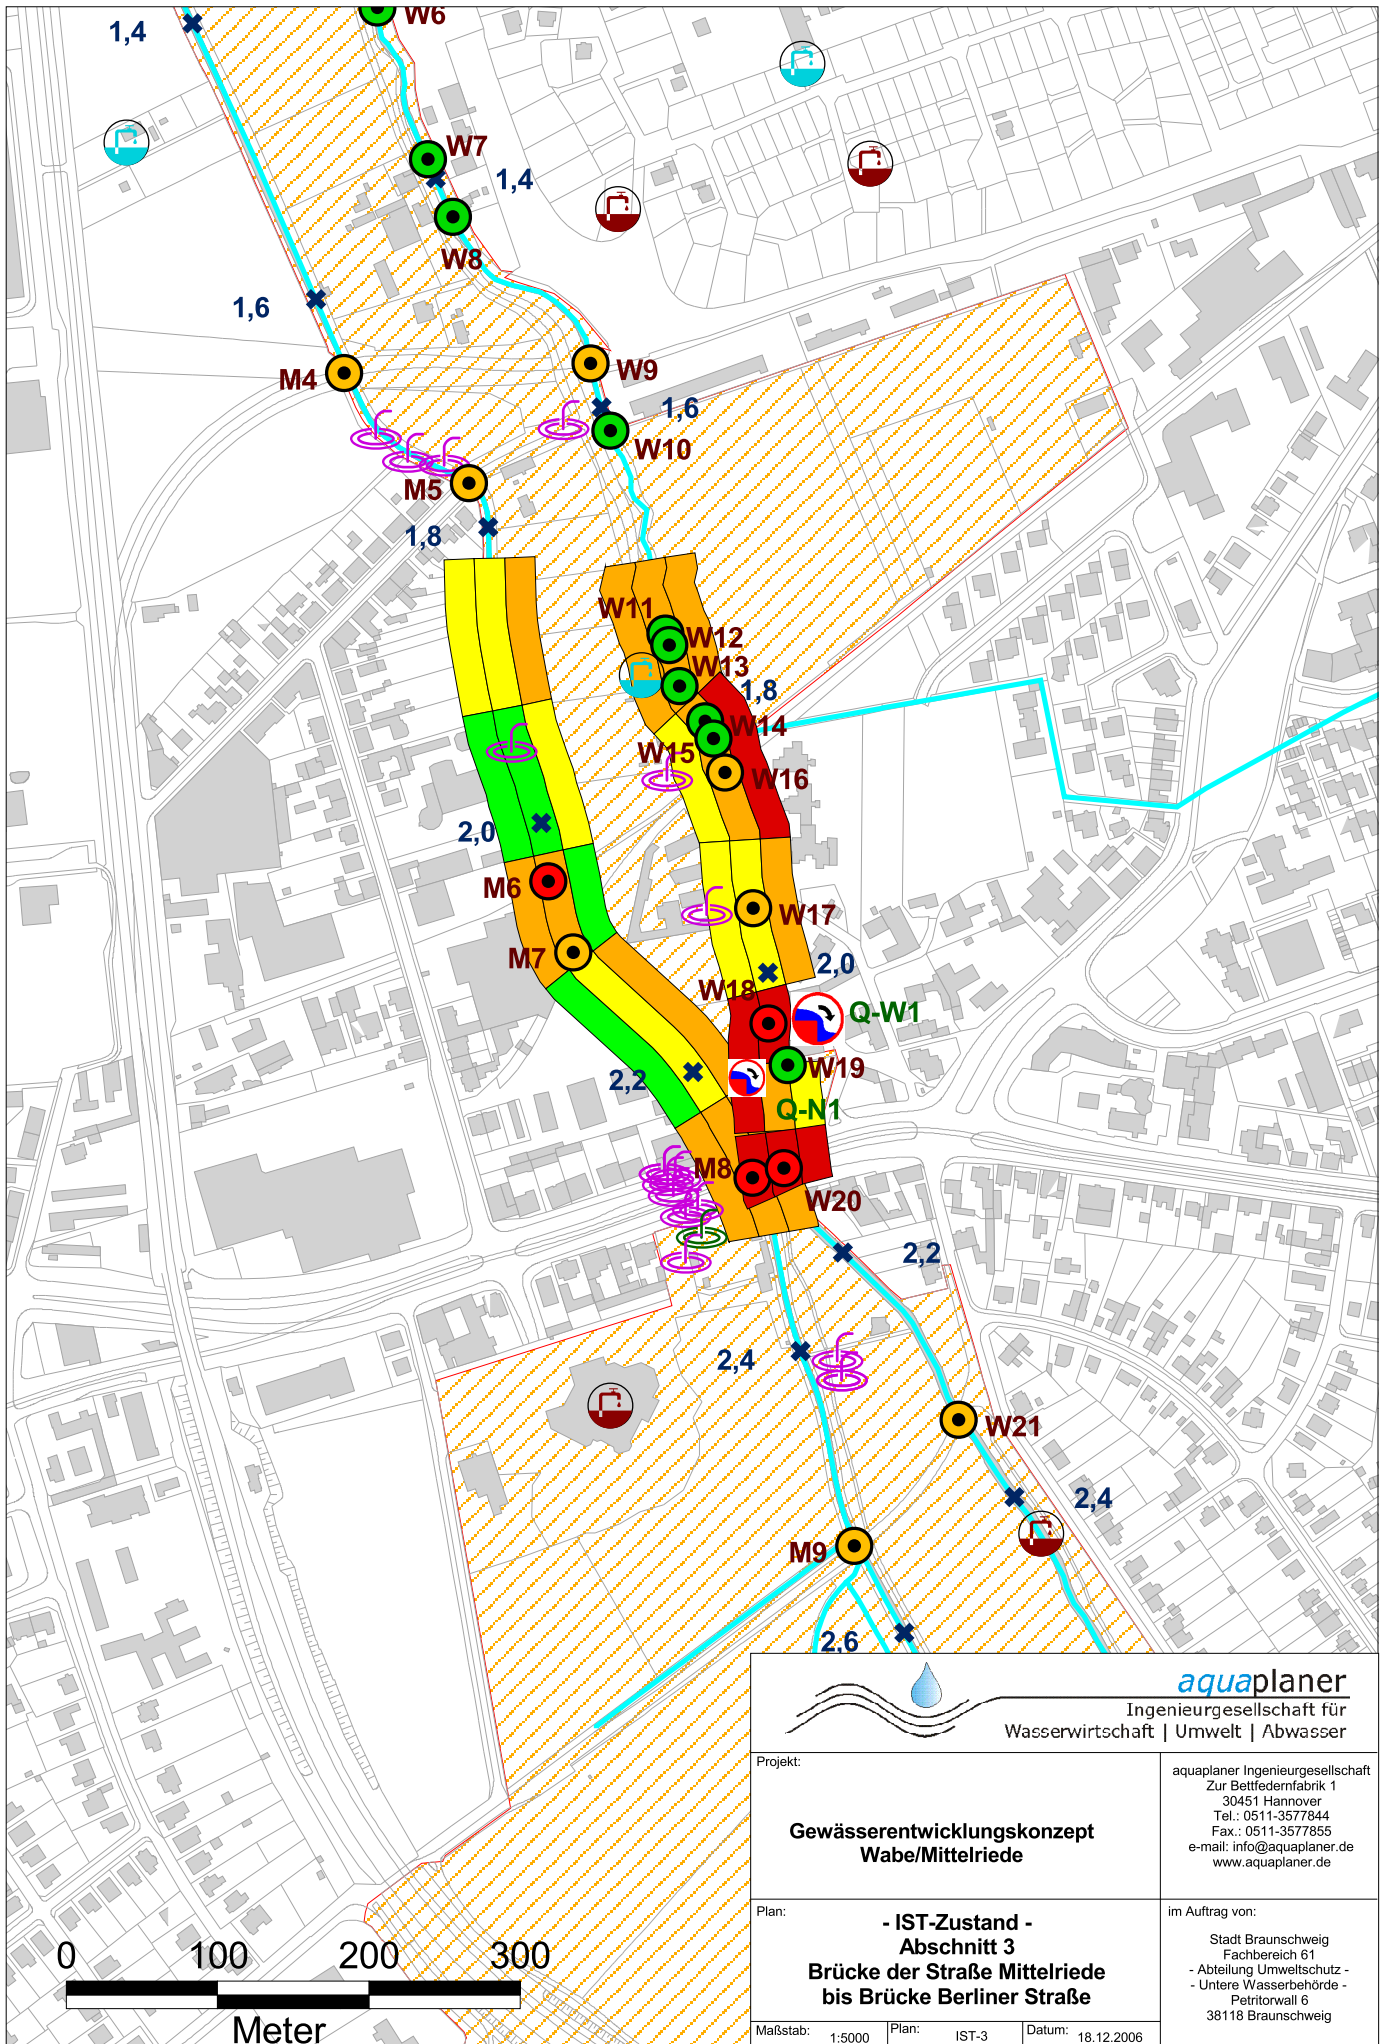 W6
1,4
W7
1,4
W8
1,6
W9
M4
1,6
W10
M5
1,8
W11
W12
W13
1,8
W14
W15
W16
2,0
M6
W17
M7
2,0
W18
Q-W1
W19
2,2
Q-N1
M8
W20
2,2
2,4
W21
2,4
M9
2,6
aquaplaner
Ingenieurgesellschaft für
Wasserwirtschaft | Umwelt | Abwasser
Projekt:
Gewässerentwicklungskonzept
Wabe/Mittelriede
aquaplaner Ingenieurgesellschaft
Zur Bettfedernfabrik 1
30451 Hannover
Tel.: 0511-3577844
Fax.: 0511-3577855
e-mail: info@aquaplaner.de
www.aquaplaner.de
Plan:
- IST-Zustand -
Abschnitt 3
Brücke der Straße Mittelriede
bis Brücke Berliner Straße
im Auftrag von:
Stadt Braunschweig
Fachbereich 61
- Abteilung Umweltschutz -
- Untere Wasserbehörde -
Petritorwall 6
38118 Braunschweig
Maßstab: 1:5000
Plan: IST-3
Datum: 18.12.2006
0 100 200 300
Meter